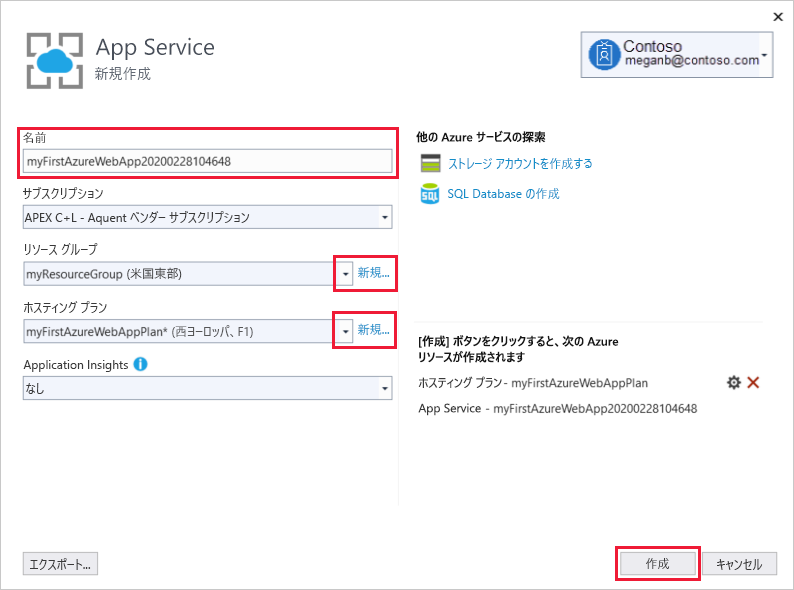 App Service
新規作成
Contoso
meganb@contoso.com
名前
myFirstAzureWebApp20200228104648
サブスクリプション
APEX C+L - Aquent ベンダー サブスクリプション
リソース グループ
myResourceGroup (米国東部)
新規...
ホスティング プラン
myFirstAzureWebAppPlan* (西ヨーロッパ、F1)
新規...
Application Insights
なし
他の Azure サービスの探索
ストレージ アカウントを作成する
SQL
SQL Database の作成
[作成] ボタンをクリックすると、次の Azure
リソースが作成されます
ホスティング プラン - myFirstAzureWebAppPlan
App Service - myFirstAzureWebApp20200228104648
エクスポート...
作成
キャンセル